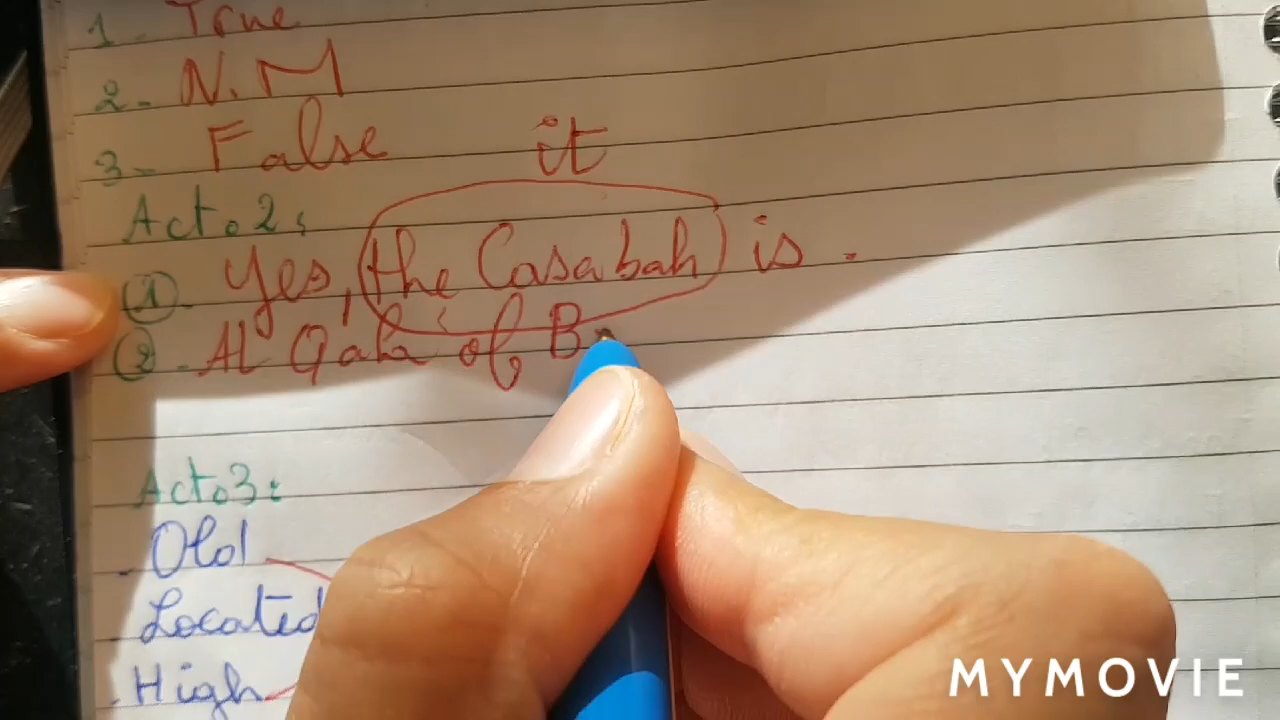 1- True
2- N.M
3- False
it
Act 2:
① Yes, the Casabah is.
② - Al Qala of B
Act 3:
. Old
Located
. High
MYMOVIE